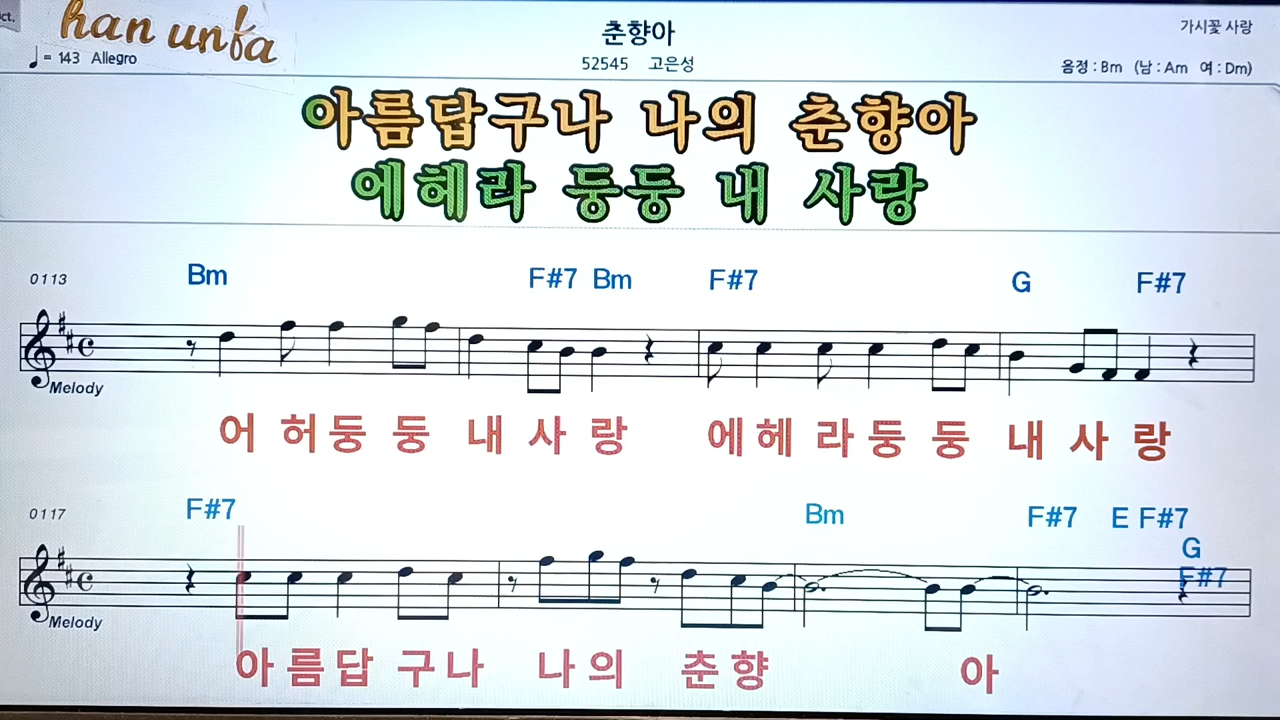 ct.
han unfa
♩= 143 Allegro
춘향아
52545 고은성
가시꽃 사랑
음정 : Bm (남 : Am 여 : Dm)
아름답구나 나의 춘향아
에헤라 둥둥 내 사랑
0113 Bm F#7 Bm F#7 G F#7
Melody
어 허 둥 둥 내 사 랑 에 헤 라 둥 둥 내 사 랑
0117 F#7 Bm F#7 E F#7
G
F#7
Melody
아 름 답 구 나 나 의 춘 향 아